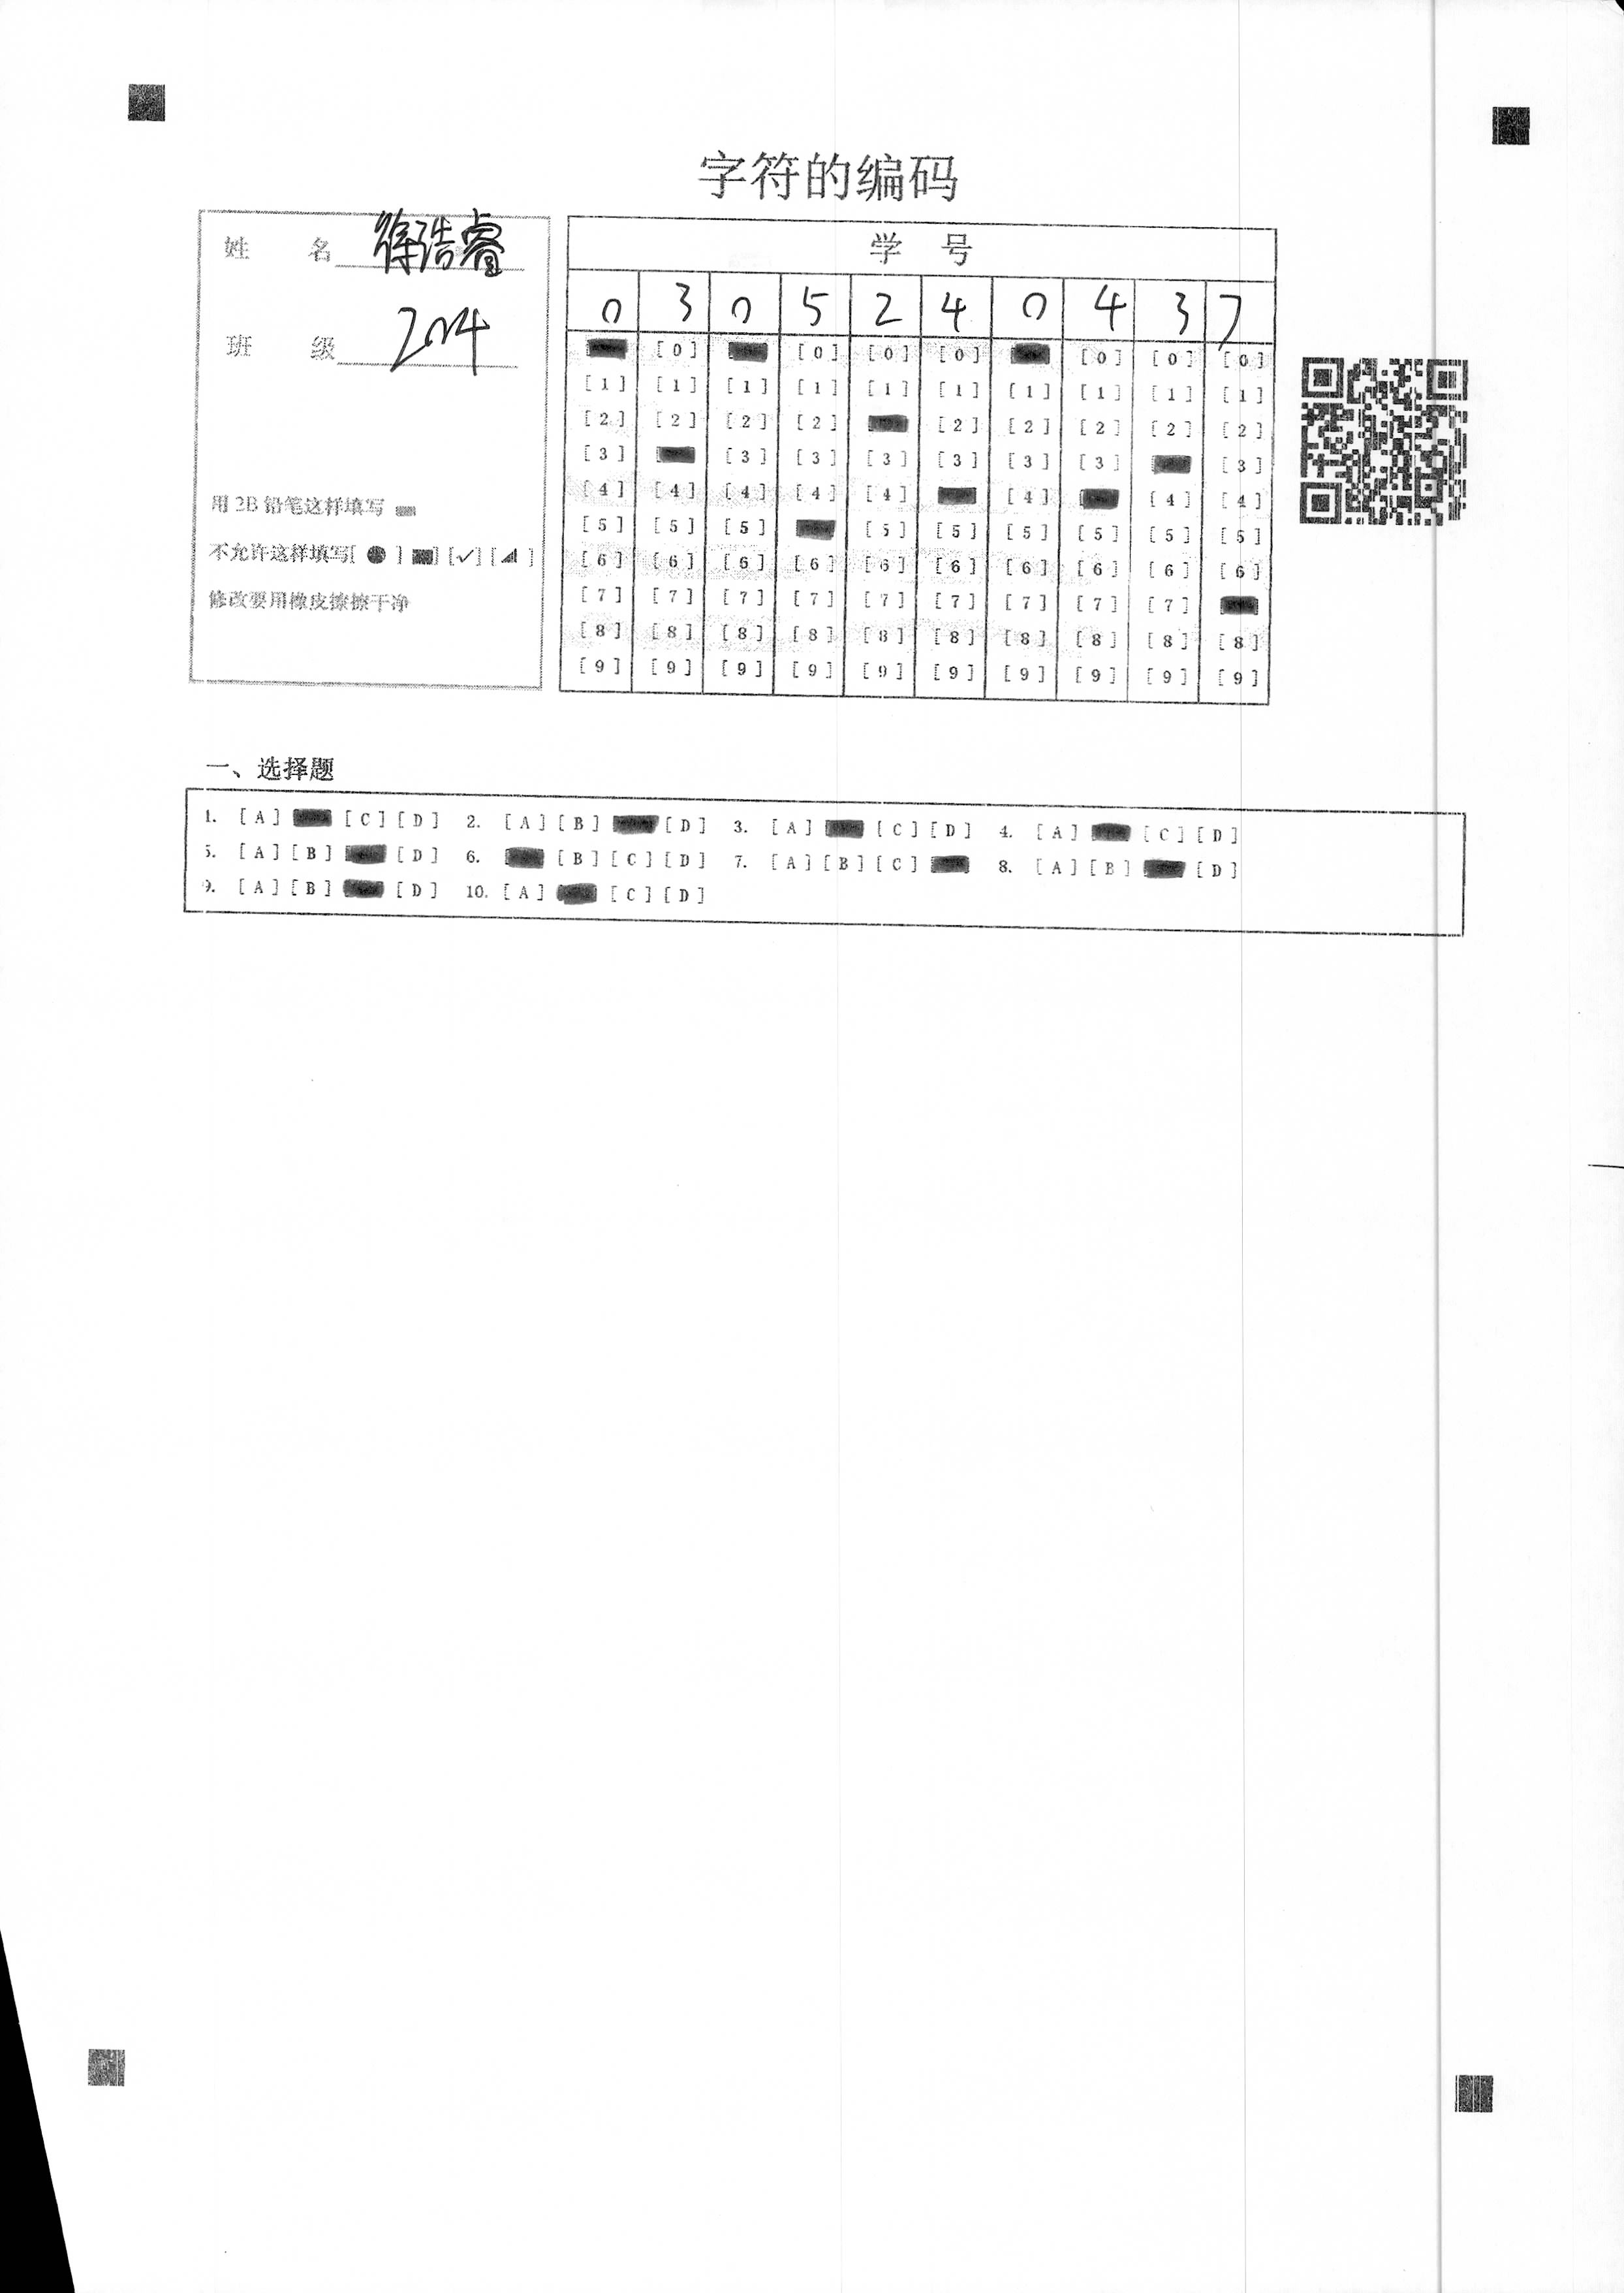 字符的编码
姓 名 徐浩睿
班 级 204
用 2B 铅笔这样填写
不允许这样填写[ ● ] [■] [✓] [◢ ]
修改要用橡皮擦擦干净
学 号
0 3 0 5 2 4 0 4 3 7
[0] [0] [0] [0] [0] [0] [0]
[1] [1] [1] [1] [1] [1] [1] [1] [1] [1]
[2] [2] [2] [2] [2] [2] [2] [2] [2]
[3] [3] [3] [3] [3] [3] [3] [3]
[4] [4] [4] [4] [4] [4] [4] [4]
[5] [5] [5] [5] [5] [5] [5] [5] [5]
[6] [6] [6] [6] [6] [6] [6] [6] [6] [6]
[7] [7] [7] [7] [7] [7] [7] [7] [7]
[8] [8] [8] [8] [8] [8] [8] [8] [8] [8]
[9] [9] [9] [9] [9] [9] [9] [9] [9] [9]
一、选择题
1. [A] [C] [D] 2. [A] [B] [D] 3. [A] [C] [D] 4. [A] [C] [D]
5. [A] [B] [D] 6. [B] [C] [D] 7. [A] [B] [C] 8. [A] [B] [D]
9. [A] [B] [D] 10. [A] [C] [D]